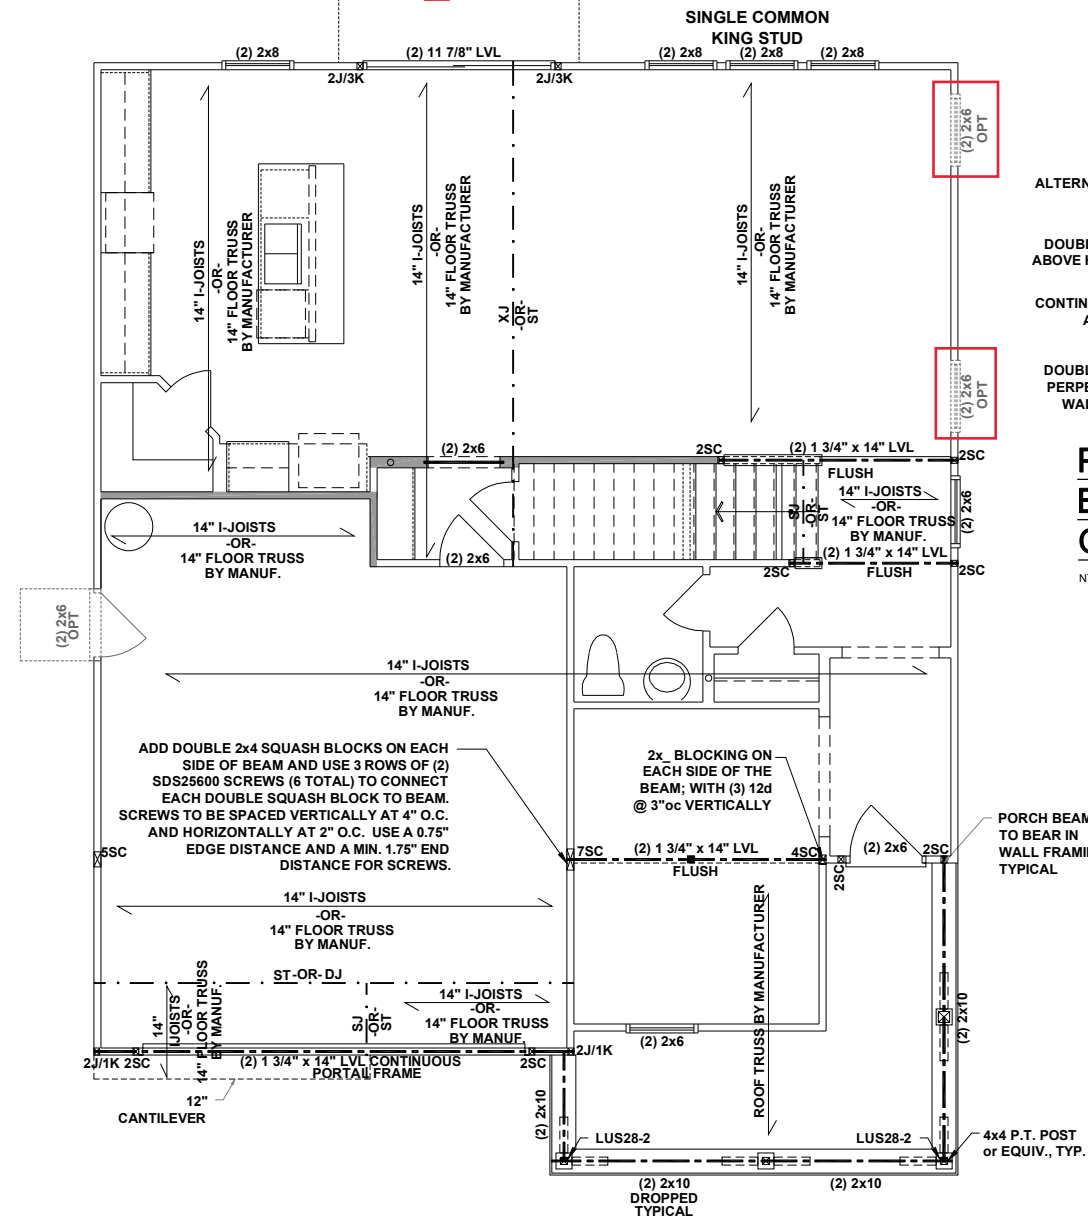 SINGLE COMMON
KING STUD
(2) 2x8
(2) 11 7/8" LVL
(2) 2x8
(2) 2x8
(2) 2x8
2J/3K
2J/3K
(2) 2x6
OPT
14" I-JOISTS
-OR-
14" FLOOR TRUSS
BY MANUFACTURER
14" I-JOISTS
-OR-
14" FLOOR TRUSS
BY MANUFACTURER
XJ
-OR-
ST
14" I-JOISTS
-OR-
14" FLOOR TRUSS
BY MANUFACTURER
ALTERN
DOUBL
ABOVE H
CONTIN
A
DOUBL
PERPE
WAL
(2) 2x6
OPT
(2) 2x6
2SC
(2) 1 3/4" x 14" LVL
2SC
FLUSH
14" I-JOISTS
-OR-
14" FLOOR TRUSS
BY MANUF.
SJ
-OR-
ST
(2) 2x6
14" I-JOISTS
-OR-
14" FLOOR TRUSS
BY MANUF.
(2) 2x6
(2) 1 3/4" x 14" LVL
2SC
FLUSH
2SC
(2) 2x6
OPT
14" I-JOISTS
-OR-
14" FLOOR TRUSS
BY MANUF.
ADD DOUBLE 2x4 SQUASH BLOCKS ON EACH
SIDE OF BEAM AND USE 3 ROWS OF (2)
SDS25600 SCREWS (6 TOTAL) TO CONNECT
EACH DOUBLE SQUASH BLOCK TO BEAM.
SCREWS TO BE SPACED VERTICALLY AT 4" O.C.
AND HORIZONTALLY AT 2" O.C. USE A 0.75"
EDGE DISTANCE AND A MIN. 1.75" END
DISTANCE FOR SCREWS.
2x_ BLOCKING ON
EACH SIDE OF THE
BEAM; WITH (3) 12d
@ 3"oc VERTICALLY
PORCH BEAM
TO BEAR IN
WALL FRAMI
TYPICAL
5SC
7SC
(2) 1 3/4" x 14" LVL
4SC
FLUSH
2SC
(2) 2x6
2SC
14" I-JOISTS
-OR-
14" FLOOR TRUSS
BY MANUF.
ST-OR-DJ
14"
I-JOISTS
-OR-
14" FLOOR TRUSS
BY MANUF.
SJ
-OR-
ST
14" I-JOISTS
-OR-
14" FLOOR TRUSS
BY MANUF.
ROOF TRUSS BY MANUFACTURER
(2) 2x10
(2) 2x6
2J/1K
2SC
(2) 1 3/4" x 14" LVL CONTINUOUS
PORTAL FRAME
2SC
2J/1K
12"
CANTILEVER
(2) 2x10
LUS28-2
LUS28-2
4x4 P.T. POST
or EQUIV., TYP.
(2) 2x10
DROPPED
TYPICAL
(2) 2x10